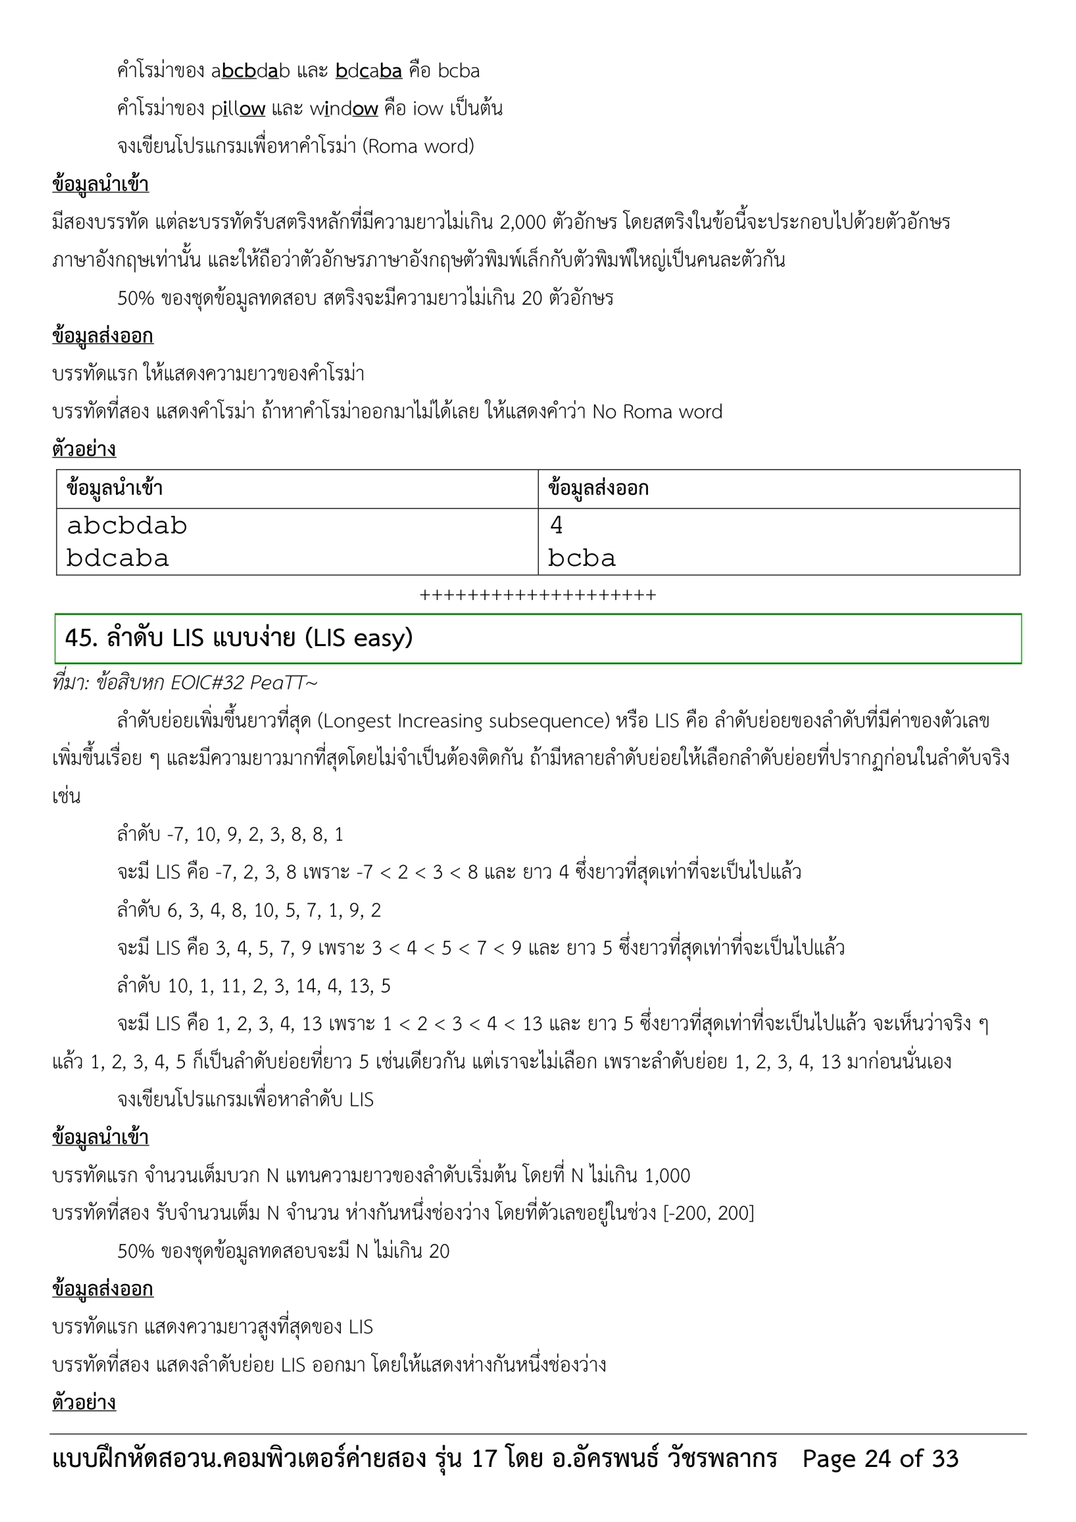 คำโรม่าของ abcbdab และ bdcaba คือ bcba
คำโรม่าของ pillow และ window คือ iow เป็นต้น
จงเขียนโปรแกรมเพื่อหาคำโรม่า (Roma word)
ข้อมูลนำเข้า
มีสองบรรทัด แต่ละบรรทัดรับสตริงหลักที่มีความยาวไม่เกิน 2,000 ตัวอักษร โดยสตริงในข้อนี้จะประกอบไปด้วยตัวอักษร
ภาษาอังกฤษเท่านั้น และให้ถือว่าตัวอักษรภาษาอังกฤษตัวพิมพ์เล็กกับตัวพิมพ์ใหญ่เป็นคนละตัวกัน
50% ของชุดข้อมูลทดสอบ สตริงจะมีความยาวไม่เกิน 20 ตัวอักษร
ข้อมูลส่งออก
บรรทัดแรก ให้แสดงความยาวของคำโรม่า
บรรทัดที่สอง แสดงคำโรม่า ถ้าหาคำโรม่าออกมาไม่ได้เลย ให้แสดงคำว่า No Roma word
ตัวอย่าง
ข้อมูลนำเข้า ข้อมูลส่งออก
abcbdab 4
bdcaba bcba
++++++++++++++++++++
45. ลำดับ LIS แบบง่าย (LIS easy)
ที่มา: ข้อสิบหก EOIC#32 PeaTT~
ลำดับย่อยเพิ่มขึ้นยาวที่สุด (Longest Increasing subsequence) หรือ LIS คือ ลำดับย่อยของลำดับที่มีค่าของตัวเลข
เพิ่มขึ้นเรื่อย ๆ และมีความยาวมากที่สุดโดยไม่จำเป็นต้องติดกัน ถ้ามีหลายลำดับย่อยให้เลือกลำดับย่อยที่ปรากฏก่อนในลำดับจริง
เช่น
ลำดับ -7, 10, 9, 2, 3, 8, 8, 1
จะมี LIS คือ -7, 2, 3, 8 เพราะ -7 < 2 < 3 < 8 และ ยาว 4 ซึ่งยาวที่สุดเท่าที่จะเป็นไปแล้ว
ลำดับ 6, 3, 4, 8, 10, 5, 7, 1, 9, 2
จะมี LIS คือ 3, 4, 5, 7, 9 เพราะ 3 < 4 < 5 < 7 < 9 และ ยาว 5 ซึ่งยาวที่สุดเท่าที่จะเป็นไปแล้ว
ลำดับ 10, 1, 11, 2, 3, 14, 4, 13, 5
จะมี LIS คือ 1, 2, 3, 4, 13 เพราะ 1 < 2 < 3 < 4 < 13 และ ยาว 5 ซึ่งยาวที่สุดเท่าที่จะเป็นไปแล้ว จะเห็นว่าจริง ๆ
แล้ว 1, 2, 3, 4, 5 ก็เป็นลำดับย่อยที่ยาว 5 เช่นเดียวกัน แต่เราจะไม่เลือก เพราะลำดับย่อย 1, 2, 3, 4, 13 มาก่อนนั่นเอง
จงเขียนโปรแกรมเพื่อหาลำดับ LIS
ข้อมูลนำเข้า
บรรทัดแรก จำนวนเต็มบวก N แทนความยาวของลำดับเริ่มต้น โดยที่ N ไม่เกิน 1,000
บรรทัดที่สอง รับจำนวนเต็ม N จำนวน ห่างกันหนึ่งช่องว่าง โดยที่ตัวเลขอยู่ในช่วง [-200, 200]
50% ของชุดข้อมูลทดสอบจะมี N ไม่เกิน 20
ข้อมูลส่งออก
บรรทัดแรก แสดงความยาวสูงที่สุดของ LIS
บรรทัดที่สอง แสดงลำดับย่อย LIS ออกมา โดยให้แสดงห่างกันหนึ่งช่องว่าง
ตัวอย่าง
แบบฝึกหัดสอวน.คอมพิวเตอร์ค่ายสอง รุ่น 17 โดย อ.อัครพนธ์ วัชรพลากร Page 24 of 33